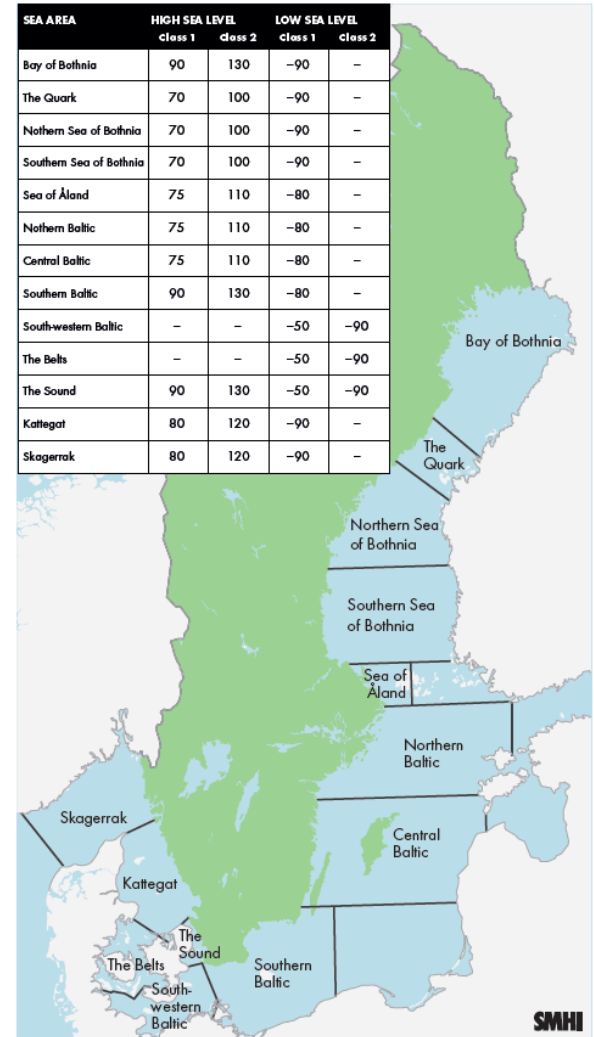 SEA AREA HIGH SEA LEVEL LOW SEA LEVEL
Class 1 Class 2 Class 1 Class 2
Bay of Bothnia 90 130 –90 –
The Quark 70 100 –90 –
Nothern Sea of Bothnia 70 100 –90 –
Southern Sea of Bothnia 70 100 –90 –
Sea of Åland 75 110 –80 –
Nothern Baltic 75 110 –80 –
Central Baltic 75 110 –80 –
Southern Baltic 90 130 –80 –
South-western Baltic – – –50 –90
The Belts – – –50 –90
The Sound 90 130 –50 –90
Kattegat 80 120 –90 –
Skagerrak 80 120 –90 –
Bay of Bothnia
The
Quark
Northern Sea
of Bothnia
Southern Sea
of Bothnia
Sea of
Åland
Northern
Baltic
Skagerrak
Central
Baltic
Kattegat
The
Sound
The Belts
Southern
Baltic
South-
western
Baltic
SMHI